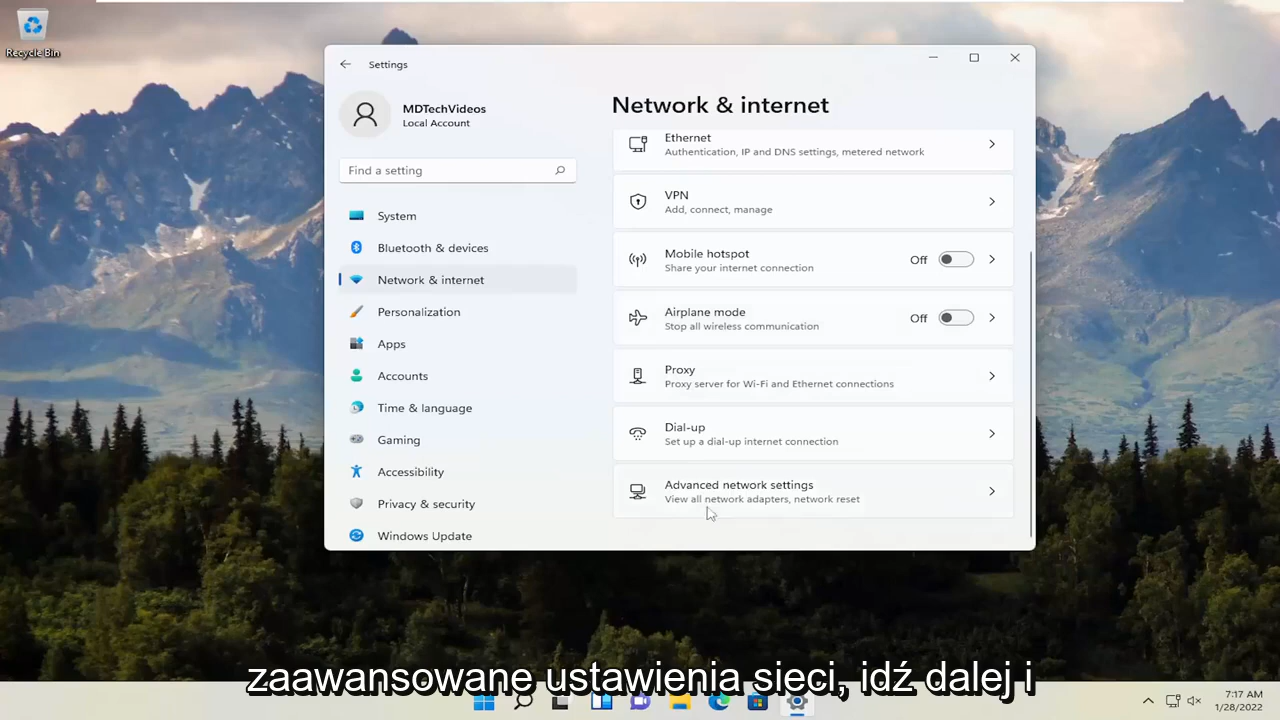 Recycle Bin
Settings
MDTechVideos
Local Account
Find a setting
System
Bluetooth & devices
Network & internet
Personalization
Apps
Accounts
Time & language
Gaming
Accessibility
Privacy & security
Windows Update
Network & internet
Ethernet
Authentication, IP and DNS settings, metered network
VPN
Add, connect, manage
Mobile hotspot
Share your internet connection
Off
Airplane mode
Stop all wireless communication
Off
Proxy
Proxy server for Wi-Fi and Ethernet connections
Dial-up
Set up a dial-up internet connection
Advanced network settings
View all network adapters, network reset
zaawansowane ustawienia sieci, idź dalej i
7:17 AM
1/28/2022